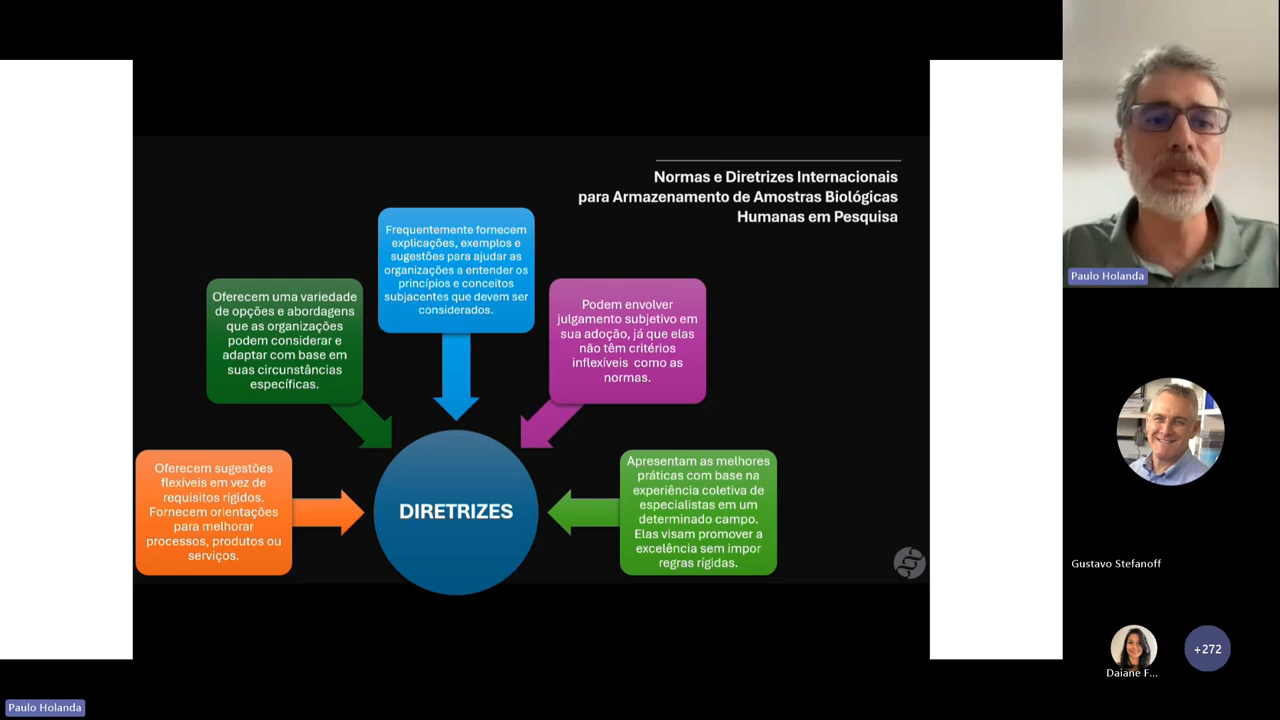 Normas e Diretrizes Internacionais
para Armazenamento de Amostras Biológicas
Humanas em Pesquisa
Frequentemente fornecem
explicações, exemplos e
sugestões para ajudar as
organizações a entender os
princípios e conceitos
subjacentes que devem ser
considerados.
Oferecem uma variedade
de opções e abordagens
que as organizações
podem considerar e
adaptar com base em
suas circunstâncias
específicas.
Podem envolver
julgamento subjetivo em
sua adoção, já que elas
não têm critérios
inflexíveis como as
normas.
Oferecem sugestões
flexíveis em vez de
requisitos rígidos.
Fornecem orientações
para melhorar
processos, produtos ou
serviços.
DIRETRIZES
Apresentam as melhores
práticas com base na
experiência coletiva de
especialistas em um
determinado campo.
Elas visam promover a
excelência sem impor
regras rígidas.
Paulo Holanda
Gustavo Stefanoff
Daiane F...
+272
Paulo Holanda